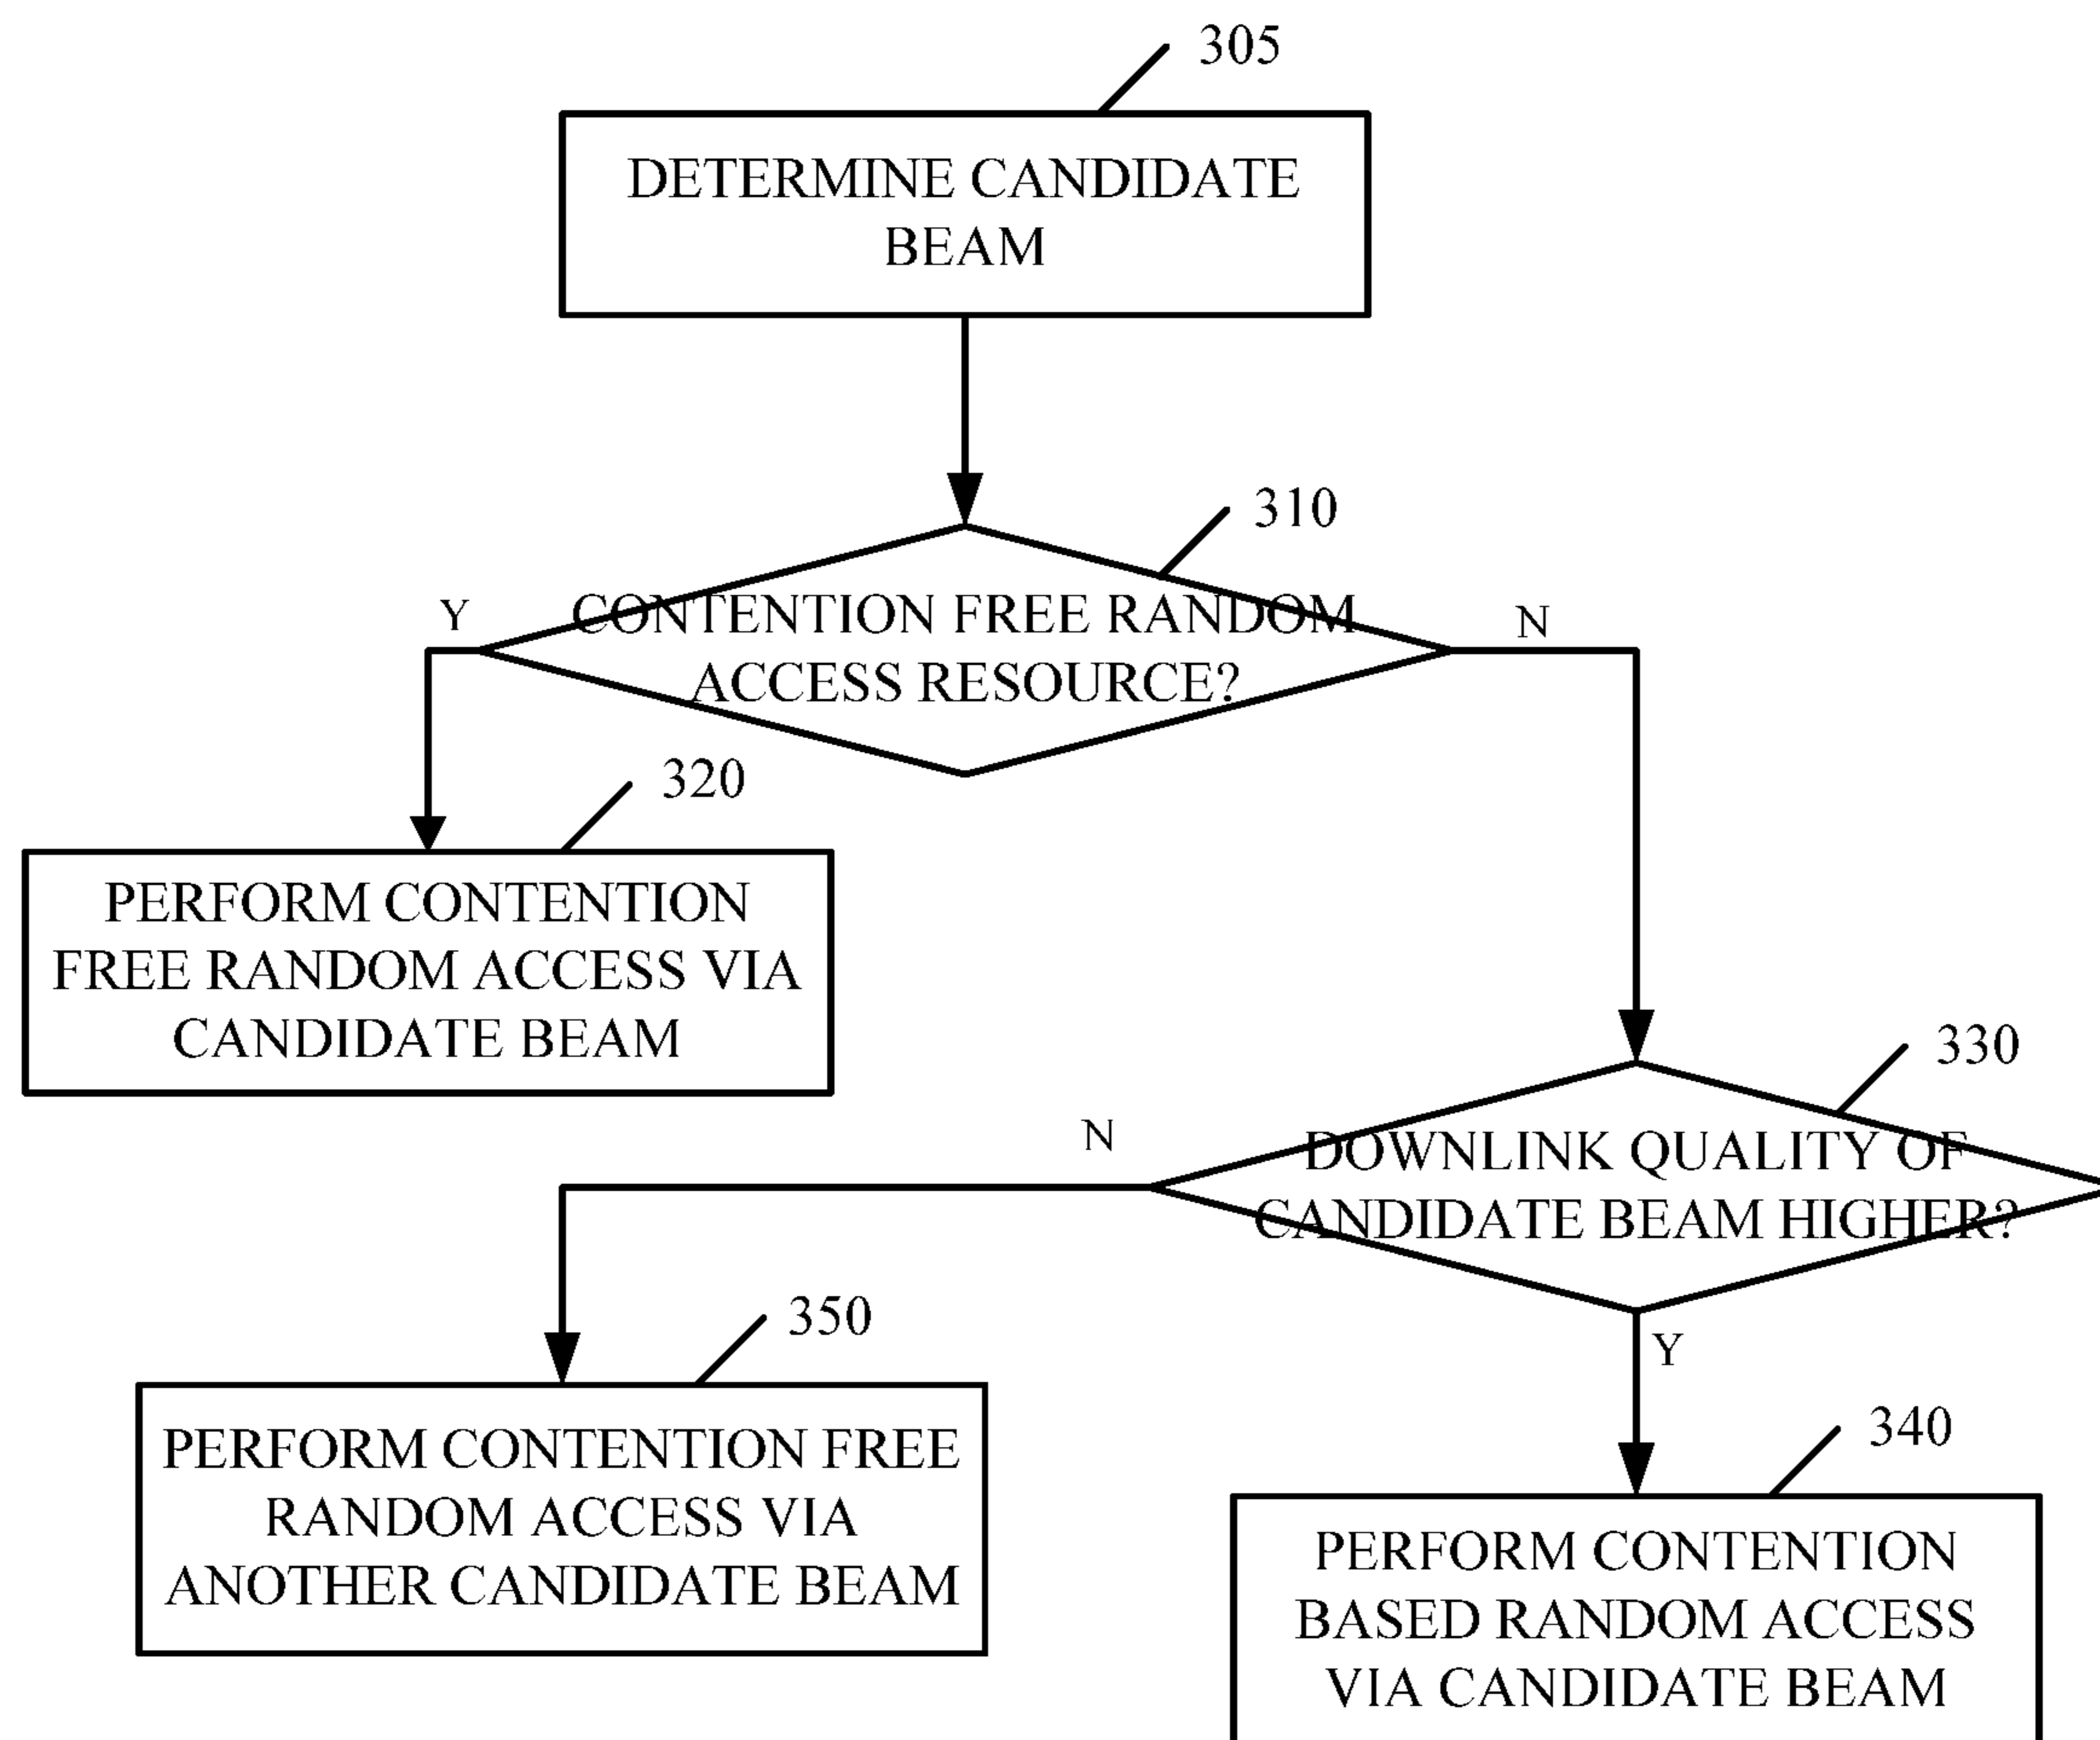 305
DETERMINE CANDIDATE
BEAM
310
CONTENTION FREE RANDOM
ACCESS RESOURCE?
Y
N
320
PERFORM CONTENTION
FREE RANDOM ACCESS VIA
CANDIDATE BEAM
330
DOWNLINK QUALITY OF
CANDIDATE BEAM HIGHER?
N
Y
350
PERFORM CONTENTION FREE
RANDOM ACCESS VIA
ANOTHER CANDIDATE BEAM
340
PERFORM CONTENTION
BASED RANDOM ACCESS
VIA CANDIDATE BEAM